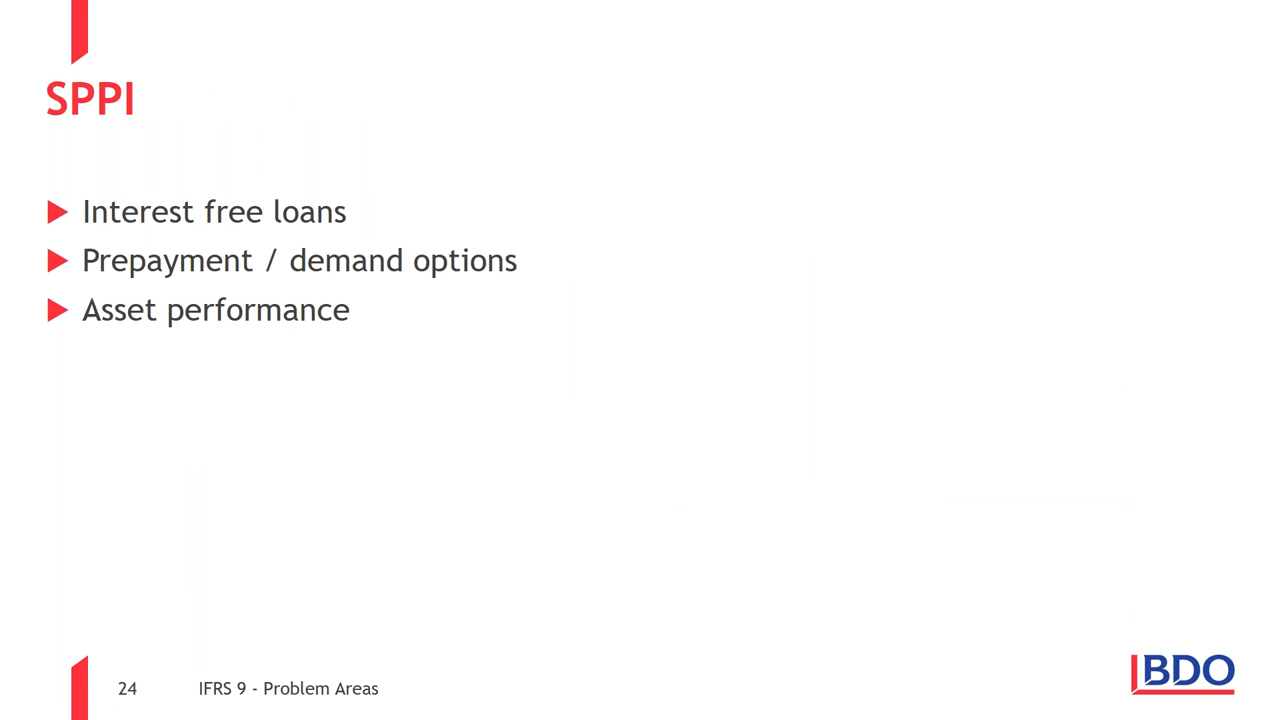 SPPI
Interest free loans
Prepayment / demand options
Asset performance
24 IFRS 9 - Problem Areas
BDO